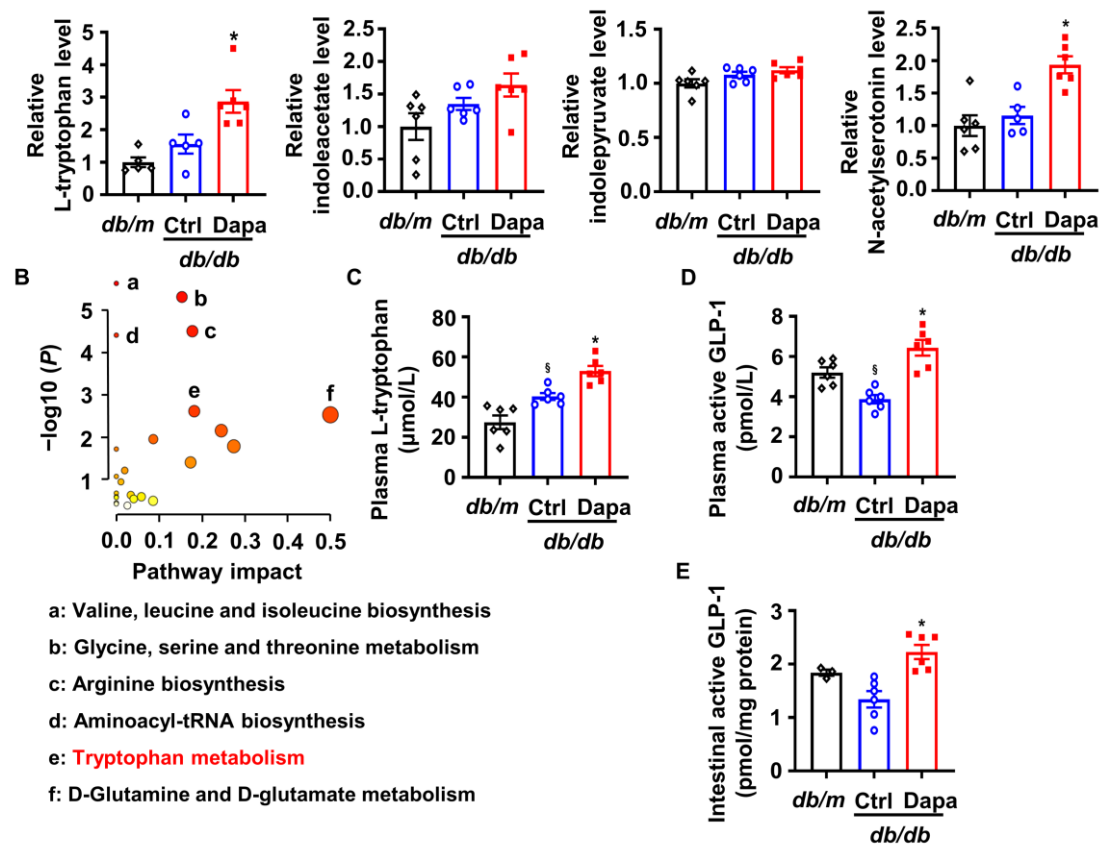 Relative
L-tryptophan level
5
4
3
2
1
0
*
db/m Ctrl Dapa
db/db
Relative
indoleacetate level
2.5
2.0
1.5
1.0
0.5
0.0
db/m Ctrl Dapa
db/db
Relative
indolepyruvate level
1.5
1.0
0.5
0.0
db/m Ctrl Dapa
db/db
Relative
N-acetylserotonin level
2.5
2.0
1.5
1.0
0.5
0.0
*
db/m Ctrl Dapa
db/db
B
−log10 (P)
5
4
3
2
1
a
b
c
d
e
f
0.0 0.1 0.2 0.3 0.4 0.5
Pathway impact
a: Valine, leucine and isoleucine biosynthesis
b: Glycine, serine and threonine metabolism
c: Arginine biosynthesis
d: Aminoacyl-tRNA biosynthesis
e: Tryptophan metabolism
f: D-Glutamine and D-glutamate metabolism
C
Plasma L-tryptophan
(μmol/L)
80
60
40
20
0
§
*
db/m Ctrl Dapa
db/db
D
Plasma active GLP-1
(pmol/L)
8
6
4
2
0
§
*
db/m Ctrl Dapa
db/db
E
Intestinal active GLP-1
(pmol/mg protein)
3
2
1
0
*
db/m Ctrl Dapa
db/db